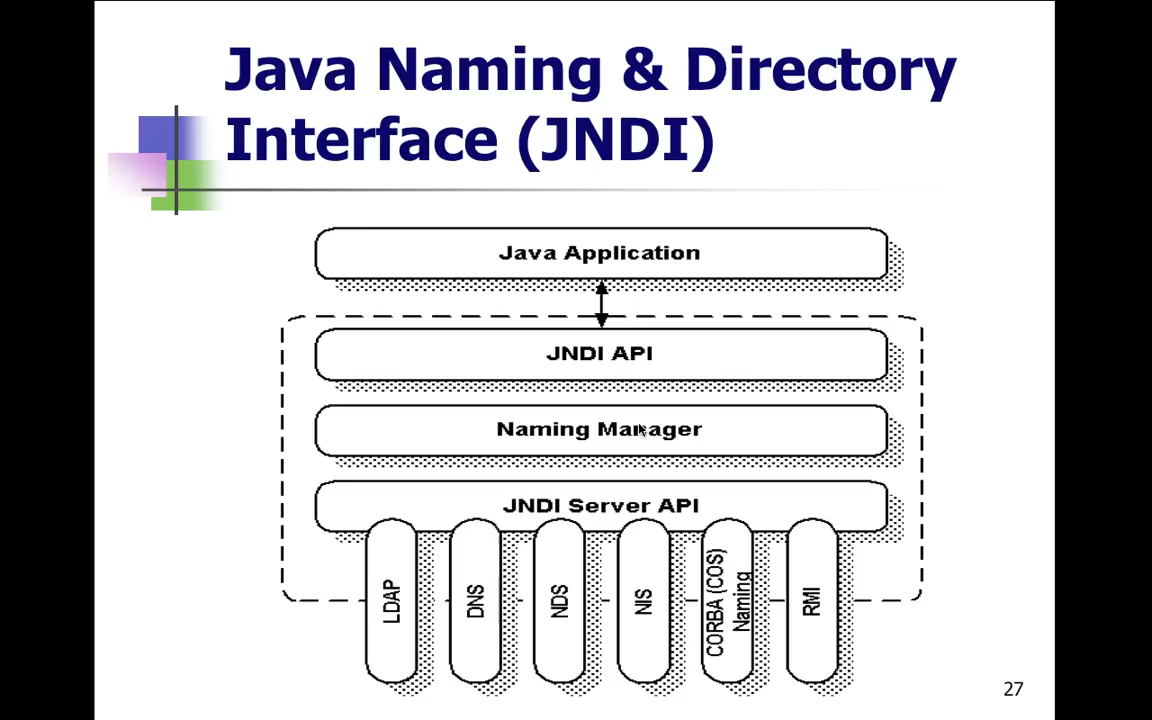 Java Naming & Directory
Interface (JNDI)
Java Application
JNDI API
Naming Manager
JNDI Server API
LDAP
DNS
NDS
NIS
CORBA (COS)
Naming
RMI
27